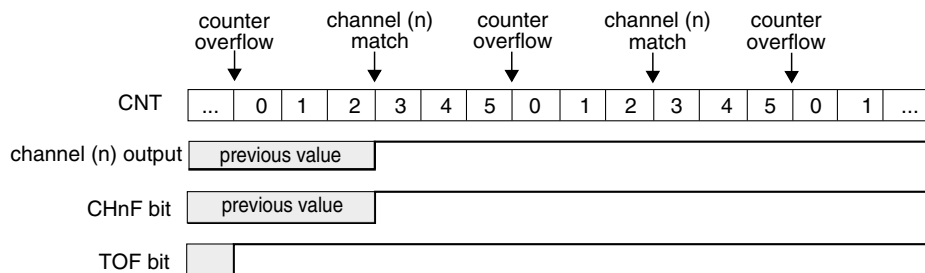 counter overflow
channel (n) match
counter overflow
channel (n) match
counter overflow
CNT ... 0 1 2 3 4 5 0 1 2 3 4 5 0 1 ...
channel (n) output previous value
CHnF bit previous value
TOF bit